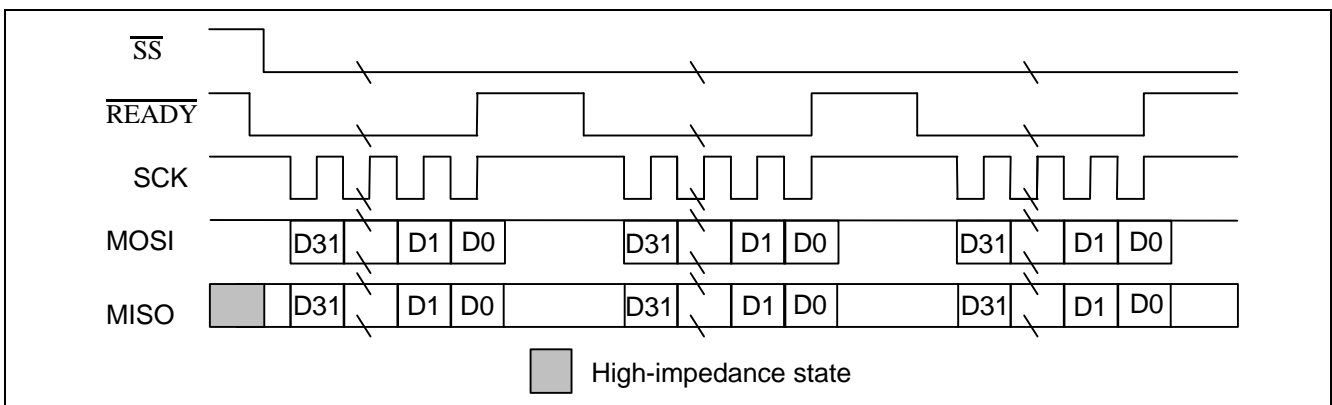 SS
READY
SCK
MOSI D31 D1 D0 D31 D1 D0 D31 D1 D0
MISO D31 D1 D0 D31 D1 D0 D31 D1 D0
High-impedance state